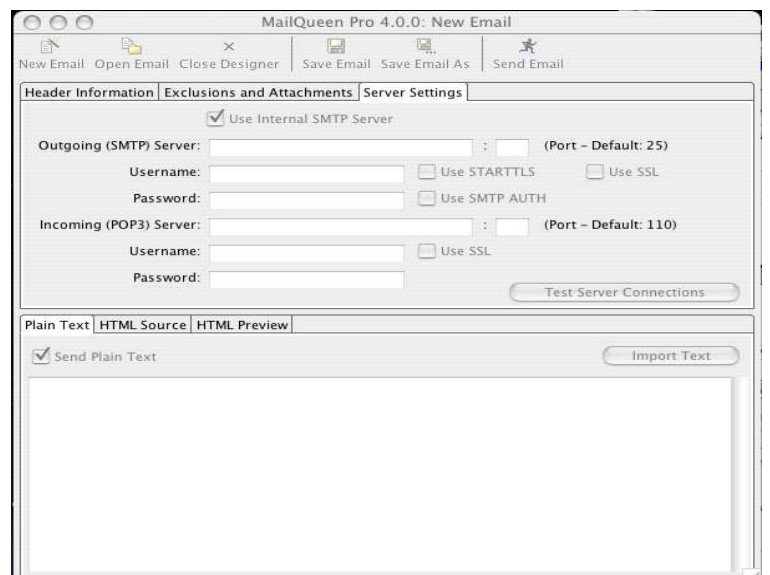 MailQueen Pro 4.0.0: New Email
New Email Open Email Close Designer Save Email Save Email As Send Email
Header Information Exclusions and Attachments Server Settings
Use Internal SMTP Server
Outgoing (SMTP) Server: : (Port - Default: 25)
Username: Use STARTTLS Use SSL
Password: Use SMTP AUTH
Incoming (POP3) Server: : (Port - Default: 110)
Username: Use SSL
Password:
Test Server Connections
Plain Text HTML Source HTML Preview
Send Plain Text Import Text